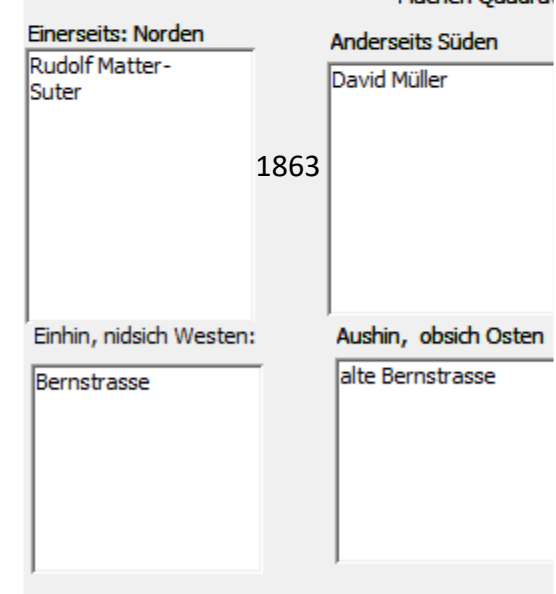 Einerseits: Norden
Anderseits Süden
Rudolf Matter-
Suter
David Müller
1863
Einhin, nidsich Westen:
Aushin, obsich Osten
Bernstrasse
alte Bernstrasse